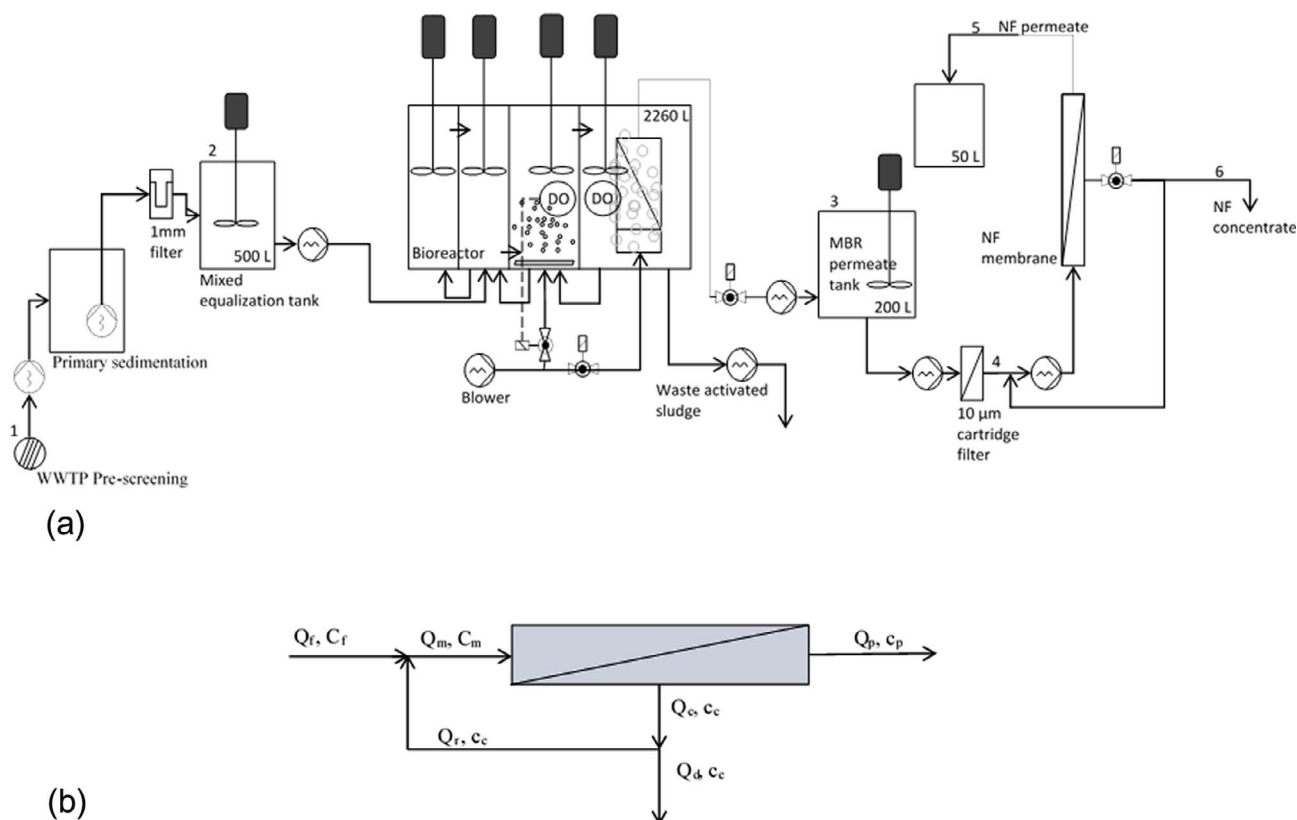 5
NF permeate
2260 L
2
50 L
3
6
1mm
filter
DO
DO
NF
concentrate
Bioreactor
MBR
permeate
tank
NF
membrane
500 L
Mixed
equalization tank
200 L
Primary sedimentation
4
Blower
Waste activated
sludge
10 µm
cartridge
filter
1
WWTP Pre-screening
(a)
Qf, Cf
Qm, Cm
Qp, cp
Qc, cc
Qr, cc
Qd, cc
(b)